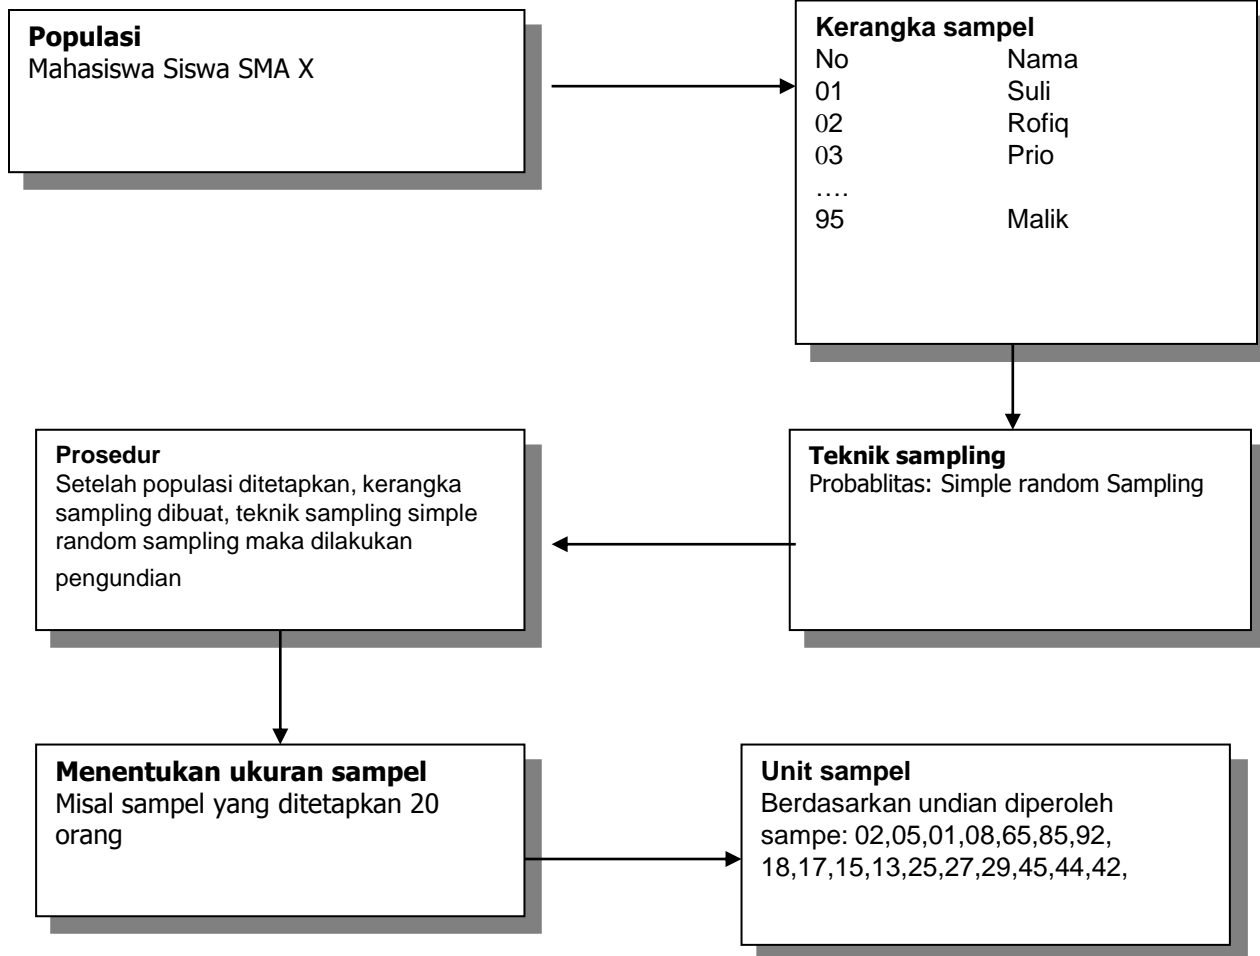 Populasi
Mahasiswa Siswa SMA X
Kerangka sampel
No Nama
01 Suli
02 Rofiq
03 Prio
….
95 Malik
Teknik sampling
Probablitas: Simple random Sampling
Prosedur
Setelah populasi ditetapkan, kerangka
sampling dibuat, teknik sampling simple
random sampling maka dilakukan
pengundian
Menentukan ukuran sampel
Misal sampel yang ditetapkan 20
orang
Unit sampel
Berdasarkan undian diperoleh
sampe: 02,05,01,08,65,85,92,
18,17,15,13,25,27,29,45,44,42,